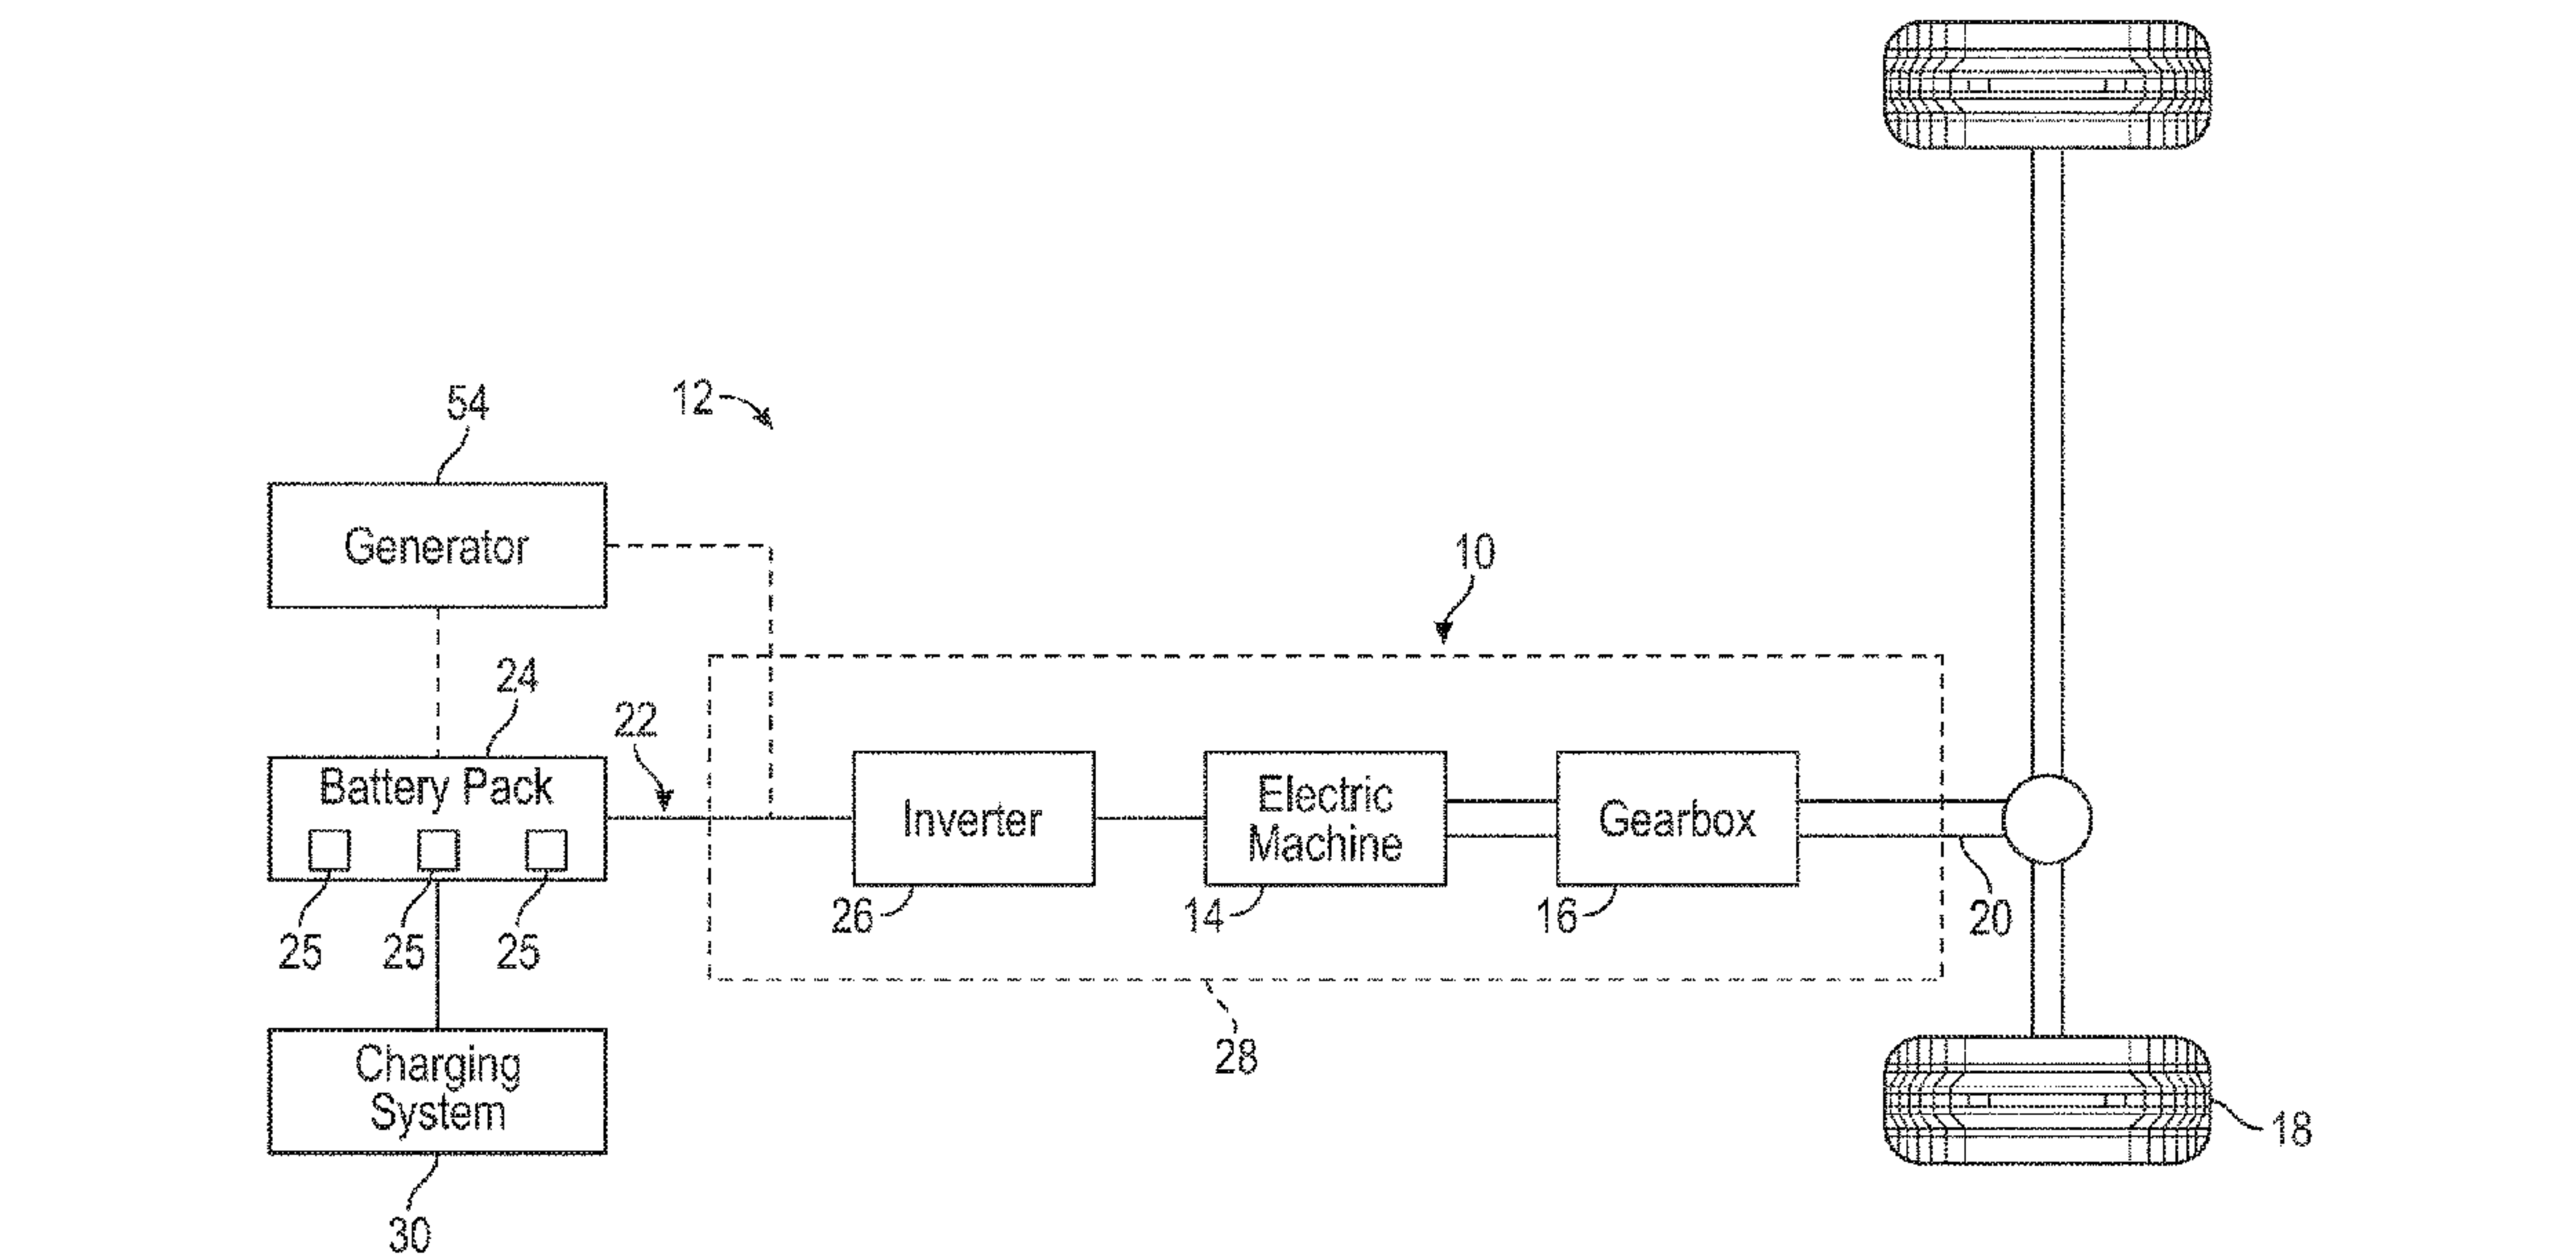 54
12
Generator
10
24
22
Battery Pack
Inverter
Electric
Machine
Gearbox
26
14
16
20
25
25
25
28
Charging
System
18
30